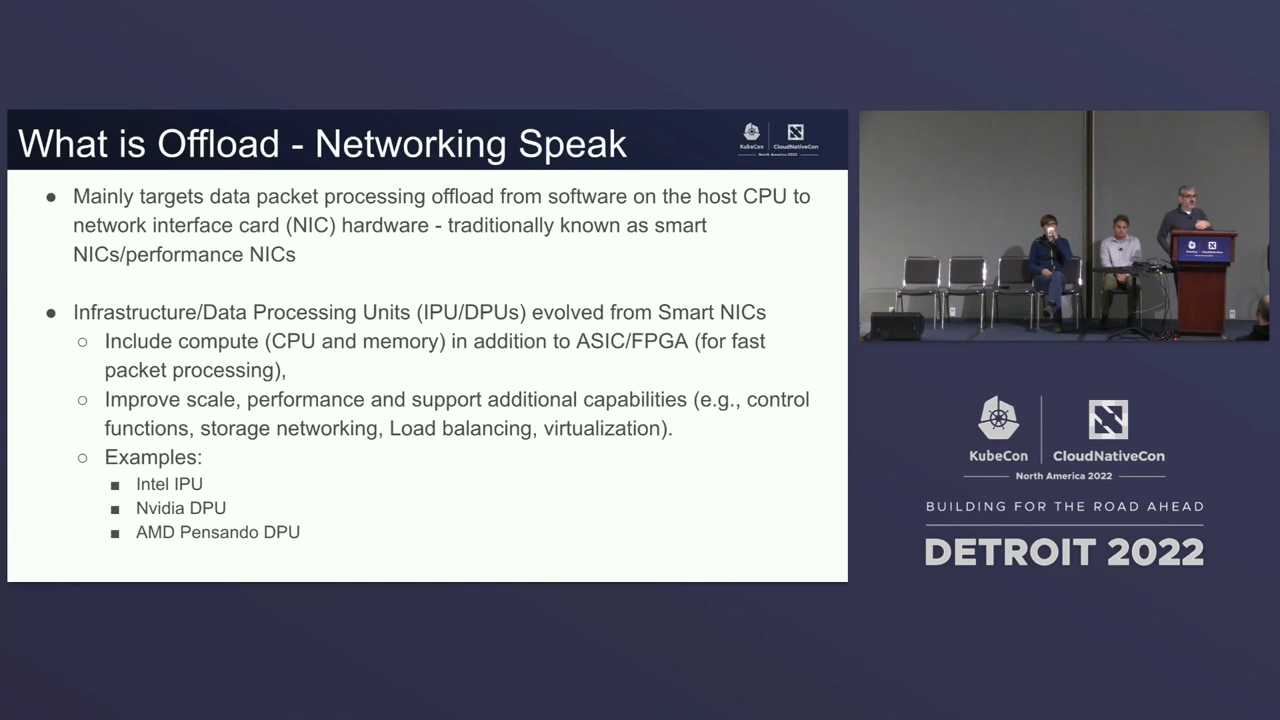 What is Offload - Networking Speak
KubeCon
CloudNativeCon
North America 2022
● Mainly targets data packet processing offload from software on the host CPU to
network interface card (NIC) hardware - traditionally known as smart
NICs/performance NICs
● Infrastructure/Data Processing Units (IPU/DPUs) evolved from Smart NICs
○ Include compute (CPU and memory) in addition to ASIC/FPGA (for fast
packet processing),
○ Improve scale, performance and support additional capabilities (e.g., control
functions, storage networking, Load balancing, virtualization).
○ Examples:
■ Intel IPU
■ Nvidia DPU
■ AMD Pensando DPU
KubeCon
CloudNativeCon
North America 2022
BUILDING FOR THE ROAD AHEAD
DETROIT 2022